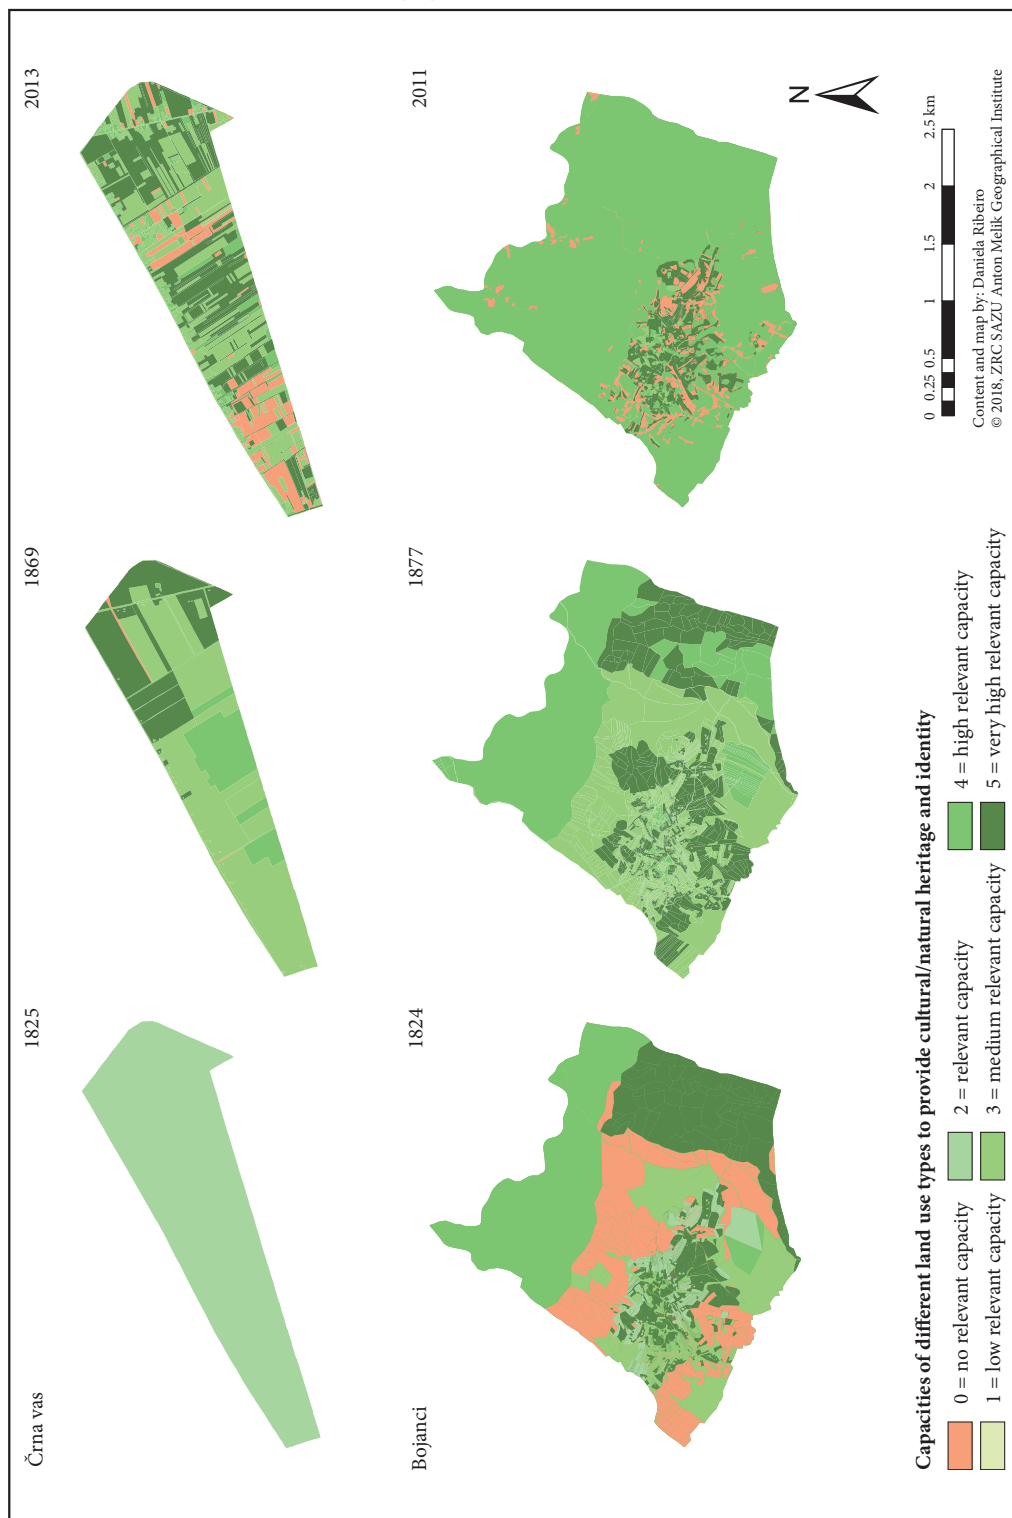 Črna vas
1825
1869
2013
Bojanci
1824
1877
2011
N
Capacities of different land use types to provide cultural/natural heritage and identity
0 = no relevant capacity
2 = relevant capacity
4 = high relevant capacity
1 = low relevant capacity
3 = medium relevant capacity
5 = very high relevant capacity
0 0.25 0.5 1 1.5 2 2.5 km
Content and map by: Daniela Ribeiro
© 2018, ZRC SAZU Anton Melik Geographical Institute